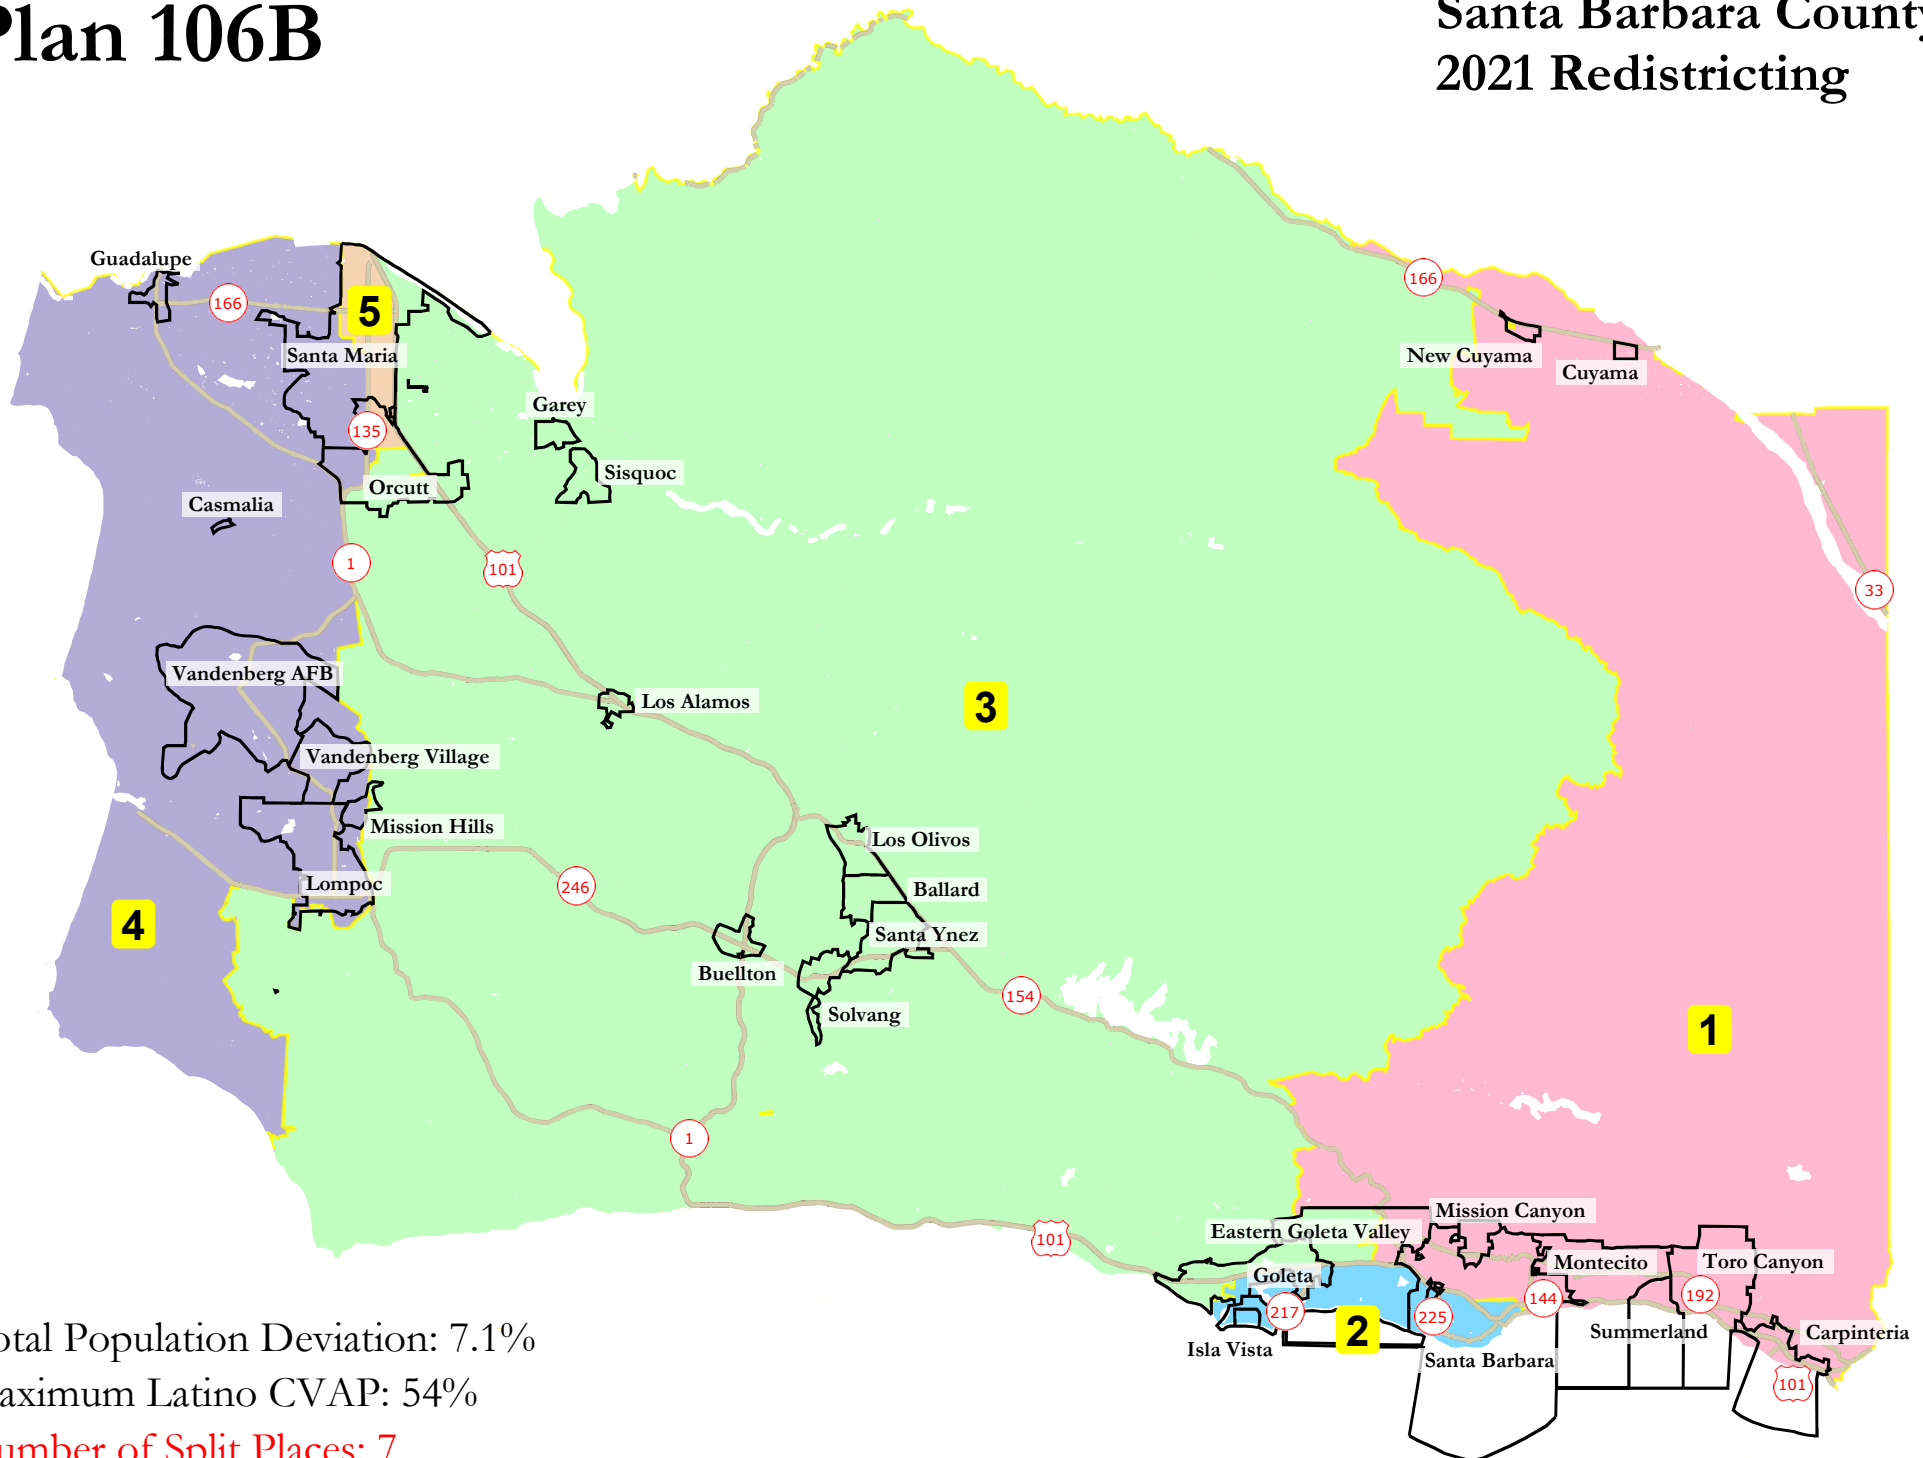 Plan 106B
Santa Barbara County
2021 Redistricting
Guadalupe
166
5
Santa Maria
135
Orcutt
Garey
Sisquoc
Casmalia
1
101
166
New Cuyama
Cuyama
33
Vandenberg AFB
Vandenberg Village
Mission Hills
Lompoc
4
Los Alamos
3
246
Los Olivos
Ballard
Santa Ynez
Buellton
Solvang
154
1
1
101
Mission Canyon
Eastern Goleta Valley
Goleta
Montecito
Toro Canyon
217
2
225
144
192
Isla Vista
Santa Barbara
Summerland
Carpinteria
101
otal Population Deviation: 7.1%
aximum Latino CVAP: 54%
umber of Split Places: 7